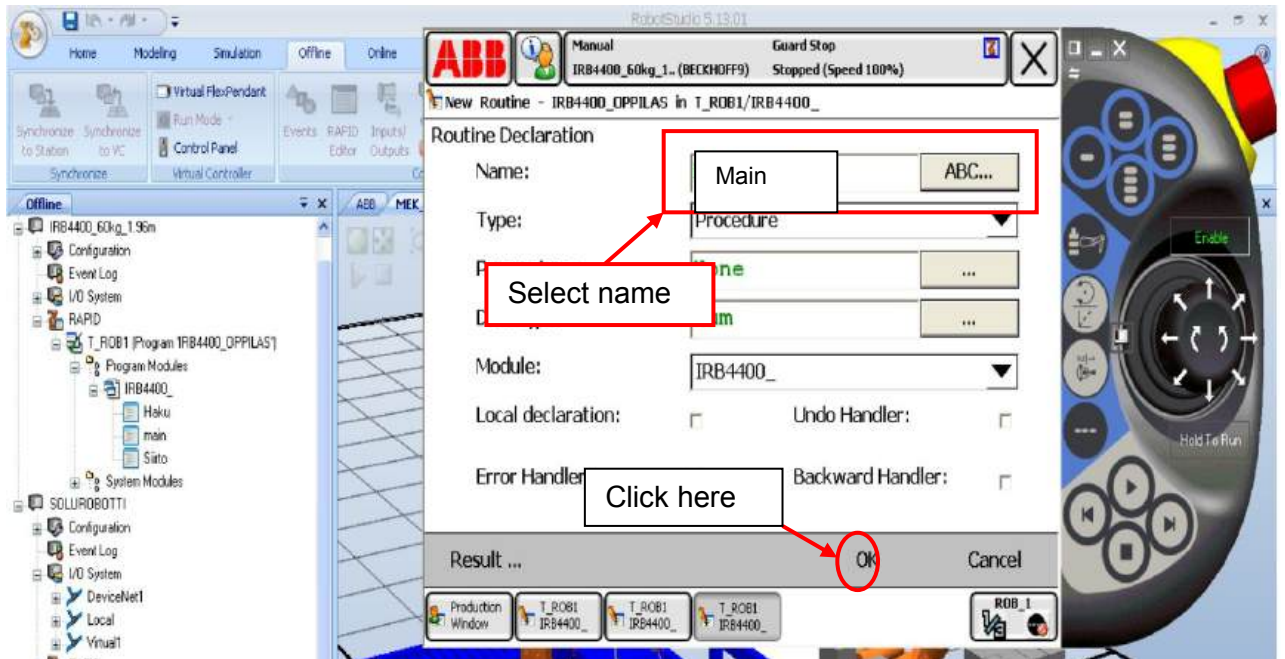 RobotStudio 5.13.01
Home Modeling Simulation Offline Online
Synchronize to Station
Synchronize to VC
Synchronize
Virtual FlexPendant
Run Mode
Control Panel
Virtual Controller
Events
RAPID Editor
Inputs/ Outputs
Offline
IRB4400_60kg_1.96m
Configuration
Event Log
I/O System
RAPID
T_ROB1 (Program 'IRB4400_OPPILAS')
Program Modules
IRB4400_
Haku
main
Siirto
System Modules
SOLUROBOTTI
Configuration
Event Log
I/O System
DeviceNet1
Local
Virtual1
ABB MEK_
ABB
Manual
IRB4400_60kg_1.. (BECKHOFF9)
Guard Stop
Stopped (Speed 100%)
New Routine - IRB4400_OPPILAS in T_ROB1/IRB4400_
Routine Declaration
Name: Main ABC...
Type: Procedure
None ...
Select name
...
Module: IRB4400_
Local declaration: Undo Handler:
Error Handler Backward Handler:
Click here
Result ... OK Cancel
Production Window
T_ROB1 IRB4400_
T_ROB1 IRB4400_
T_ROB1 IRB4400_
ROB_1
1/3
Enable
Hold To Run